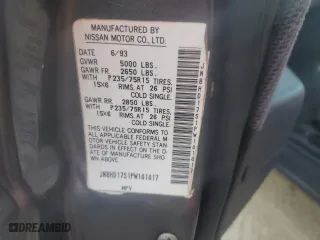 MFD BY NISSAN
MOTOR CO., LTD.
DATE 6/93
GVWR 5000 LBS.
GAWR FR 2650 LBS.
WITH P235/75R15 TIRES
15X6 RIMS. AT 26 PSI
COLD SINGLE
GAWR RR: 2850 LBS.
WITH P235/75R15 TIRES
15X6 RIMS. AT 26 PSI
COLD SINGLE
THIS VEHICLE CONFORMS TO
ALL APPLICABLE FEDERAL M
OTOR VEHICLE SAFETY STAN
DARDS IN EFFECT ON THE
DATE OF MANUFACTURE SHO
WN ABOVE.
JN8HD17S1PW141417
MPV